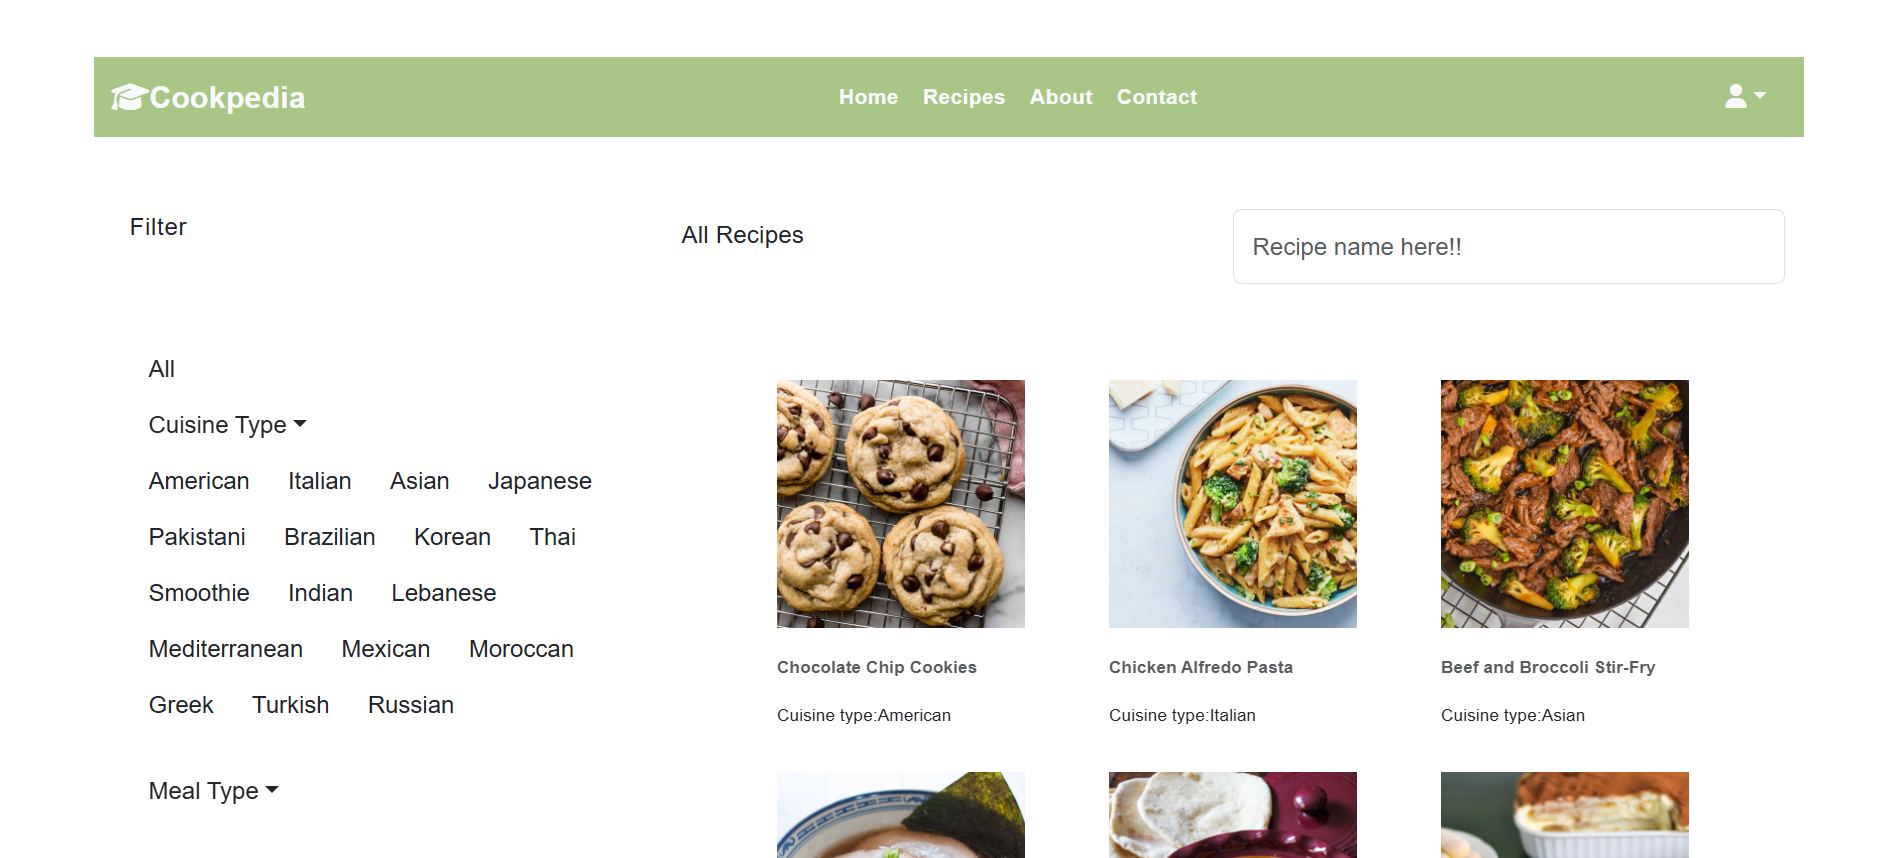 Cookpedia
Home Recipes About Contact
Filter
All Recipes
Recipe name here!!
All
Cuisine Type
American Italian Asian Japanese
Pakistani Brazilian Korean Thai
Smoothie Indian Lebanese
Mediterranean Mexican Moroccan
Greek Turkish Russian
Meal Type
Chocolate Chip Cookies
Cuisine type:American
Chicken Alfredo Pasta
Cuisine type:Italian
Beef and Broccoli Stir-Fry
Cuisine type:Asian